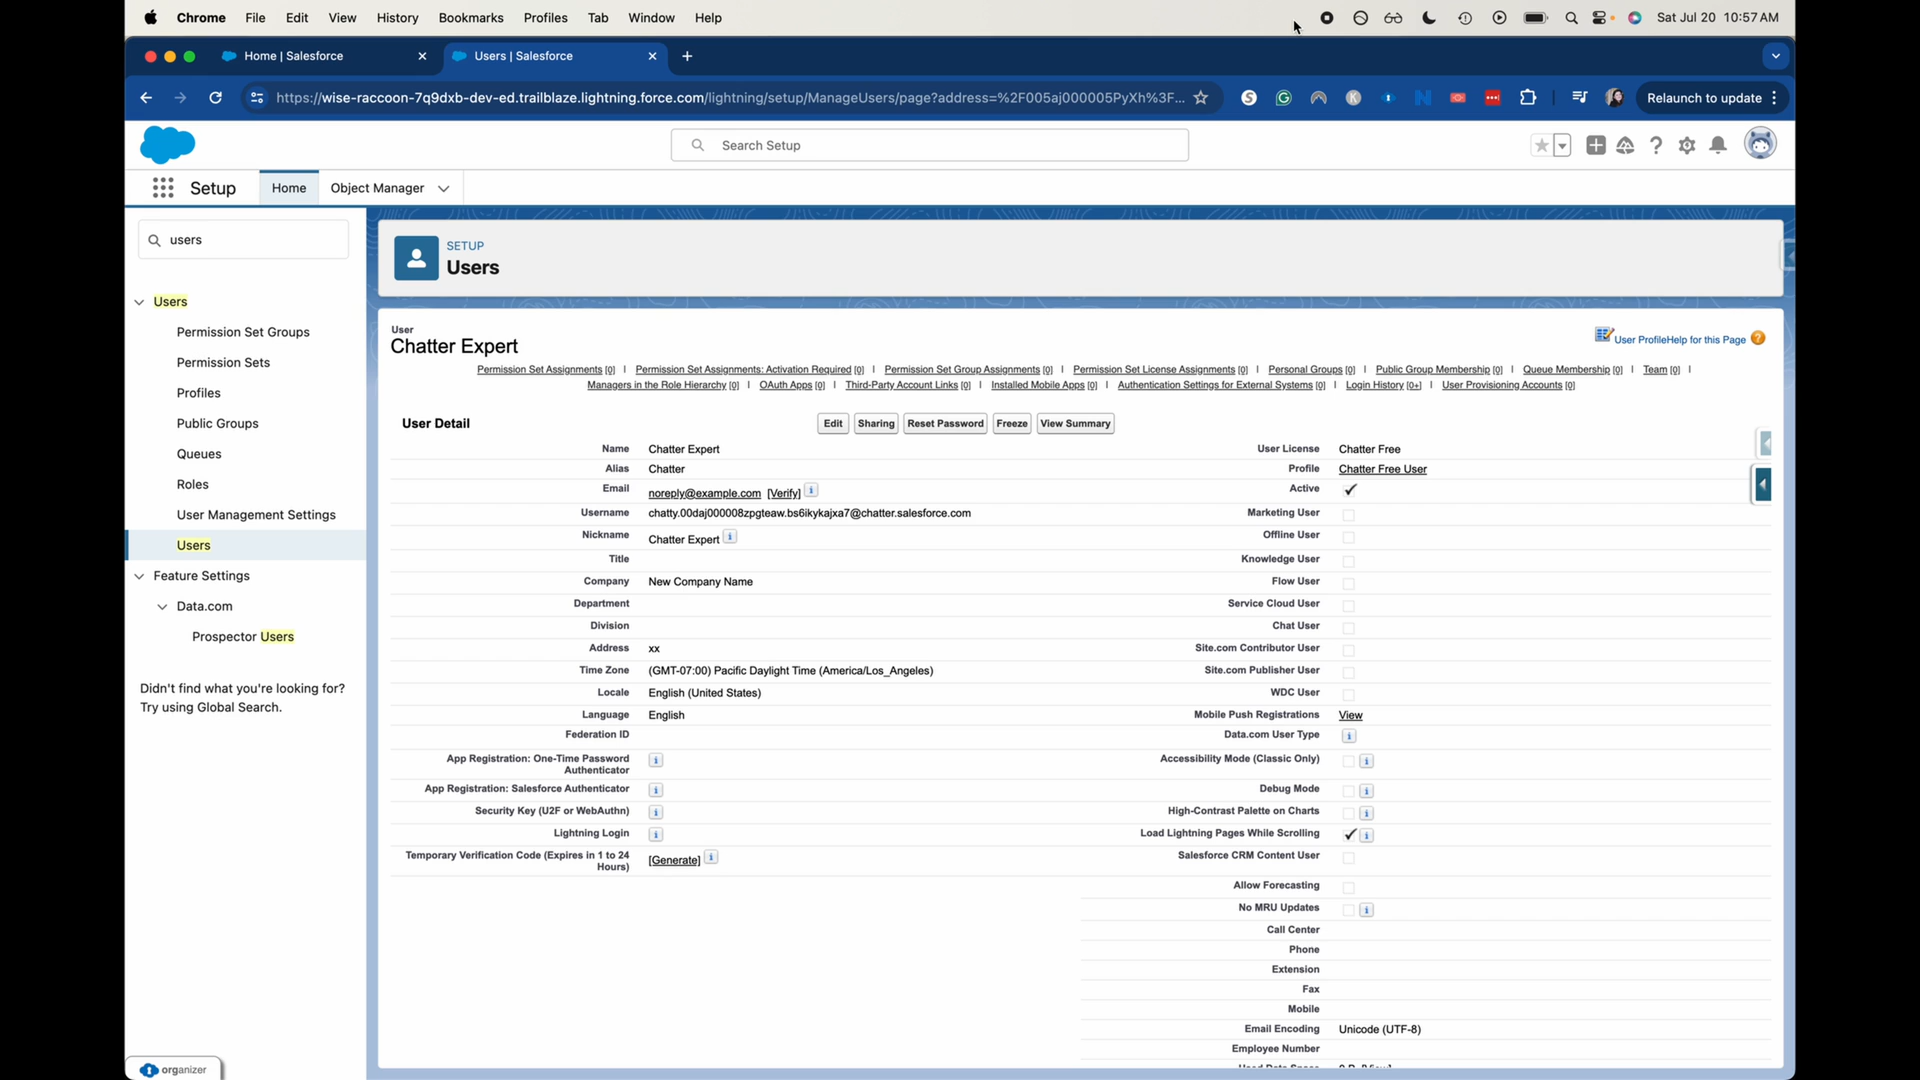 Chrome File Edit View History Bookmarks Profiles Tab Window Help Sat Jul 20 10:57 AM
Home | Salesforce Users | Salesforce
https://wise-raccoon-7q9dxb-dev-ed.trailblaze.lightning.force.com/lightning/setup/ManageUsers/page?address=%2F005aj000005PyXh%3F... Relaunch to update
Search Setup
Setup Home Object Manager
users
Users
Permission Set Groups
Permission Sets
Profiles
Public Groups
Queues
Roles
User Management Settings
Users
Feature Settings
Data.com
Prospector Users
Didn't find what you're looking for?
Try using Global Search.
organizer
SETUP
Users
User
Chatter Expert
User Profile Help for this Page
Permission Set Assignments [0] | Permission Set Assignments: Activation Required [0] | Permission Set Group Assignments [0] | Permission Set License Assignments [0] | Personal Groups [0] | Public Group Membership [0] | Queue Membership [0] | Team [0] |
Managers in the Role Hierarchy [0] | OAuth Apps [0] | Third-Party Account Links [0] | Installed Mobile Apps [0] | Authentication Settings for External Systems [0] | Login History [0+] | User Provisioning Accounts [0]
User Detail Edit Sharing Reset Password Freeze View Summary
Name Chatter Expert User License Chatter Free
Alias Chatter Profile Chatter Free User
Email noreply@example.com [Verify] Active
Username chatty.00daj000008zpgteaw.bs6ikykajxa7@chatter.salesforce.com Marketing User
Nickname Chatter Expert Offline User
Title Knowledge User
Company New Company Name Flow User
Department Service Cloud User
Division Chat User
Address xx Site.com Contributor User
Time Zone (GMT-07:00) Pacific Daylight Time (America/Los_Angeles) Site.com Publisher User
Locale English (United States) WDC User
Language English Mobile Push Registrations View
Federation ID Data.com User Type
App Registration: One-Time Password Accessibility Mode (Classic Only)
Authenticator
App Registration: Salesforce Authenticator Debug Mode
Security Key (U2F or WebAuthn) High-Contrast Palette on Charts
Lightning Login Load Lightning Pages While Scrolling
Temporary Verification Code (Expires in 1 to 24 [Generate] Salesforce CRM Content User
Hours)
Allow Forecasting
No MRU Updates
Call Center
Phone
Extension
Fax
Mobile
Email Encoding Unicode (UTF-8)
Employee Number